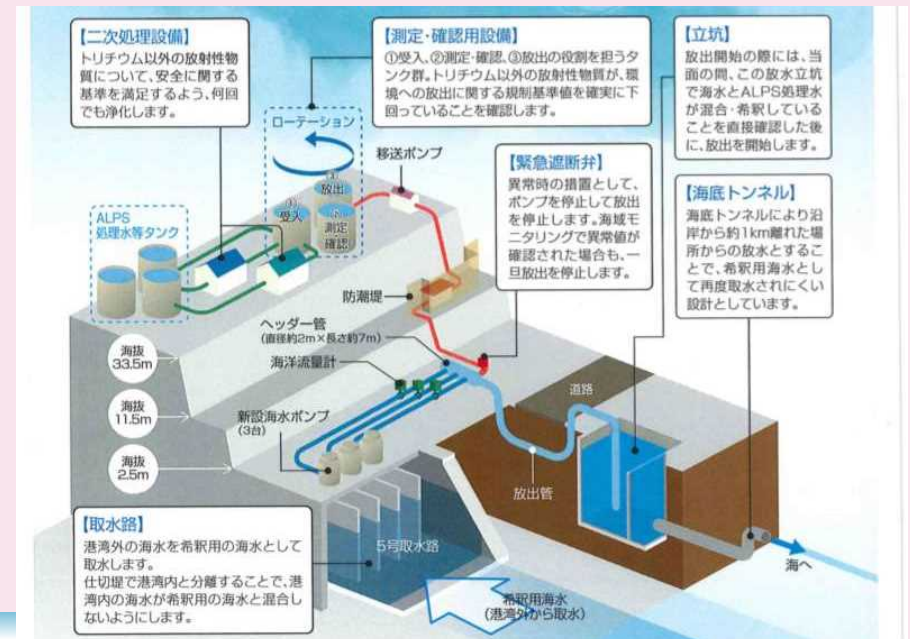 【二次処理設備】
トリチウム以外の放射性物
質について、安全に関する
基準を満足するよう、何回
でも浄化します。
【測定・確認用設備】
①受入、②測定・確認、③放出の役割を担うタ
ンク群。トリチウム以外の放射性物質が、環
境への放出に関する規制基準値を確実に下
回っていることを確認します。
【立坑】
放出開始の際には、当
面の間、この放水立坑
で海水とALPS処理水
が混合・希釈している
ことを直接確認した後
に、放出を開始します。
ローテーション
移送ポンプ
【緊急遮断弁】
異常時の措置として、
ポンプを停止して放出
を停止します。海域モ
ニタリングで異常値が
確認された場合も、一
旦放出を停止します。
【海底トンネル】
海底トンネルにより沿
岸から約1km離れた場
所からの放水とするこ
とで、希釈用海水とし
て再度取水されにくい
設計としています。
ALPS
処理水等タンク
①
受入
③
放出
②
測定・
確認
防潮堤
ヘッダー管
(直径約2m×長さ約7m)
海洋流量計
新設海水ポンプ
(3台)
海抜
33.5m
海抜
11.5m
海抜
2.5m
道路
放出管
【取水路】
港湾外の海水を希釈用の海水として
取水します。
仕切堤で港湾内と分離することで、港
湾内の海水が希釈用の海水と混合し
ないようにします。
5号取水路
希釈用海水
(港湾外から取水)
海へ